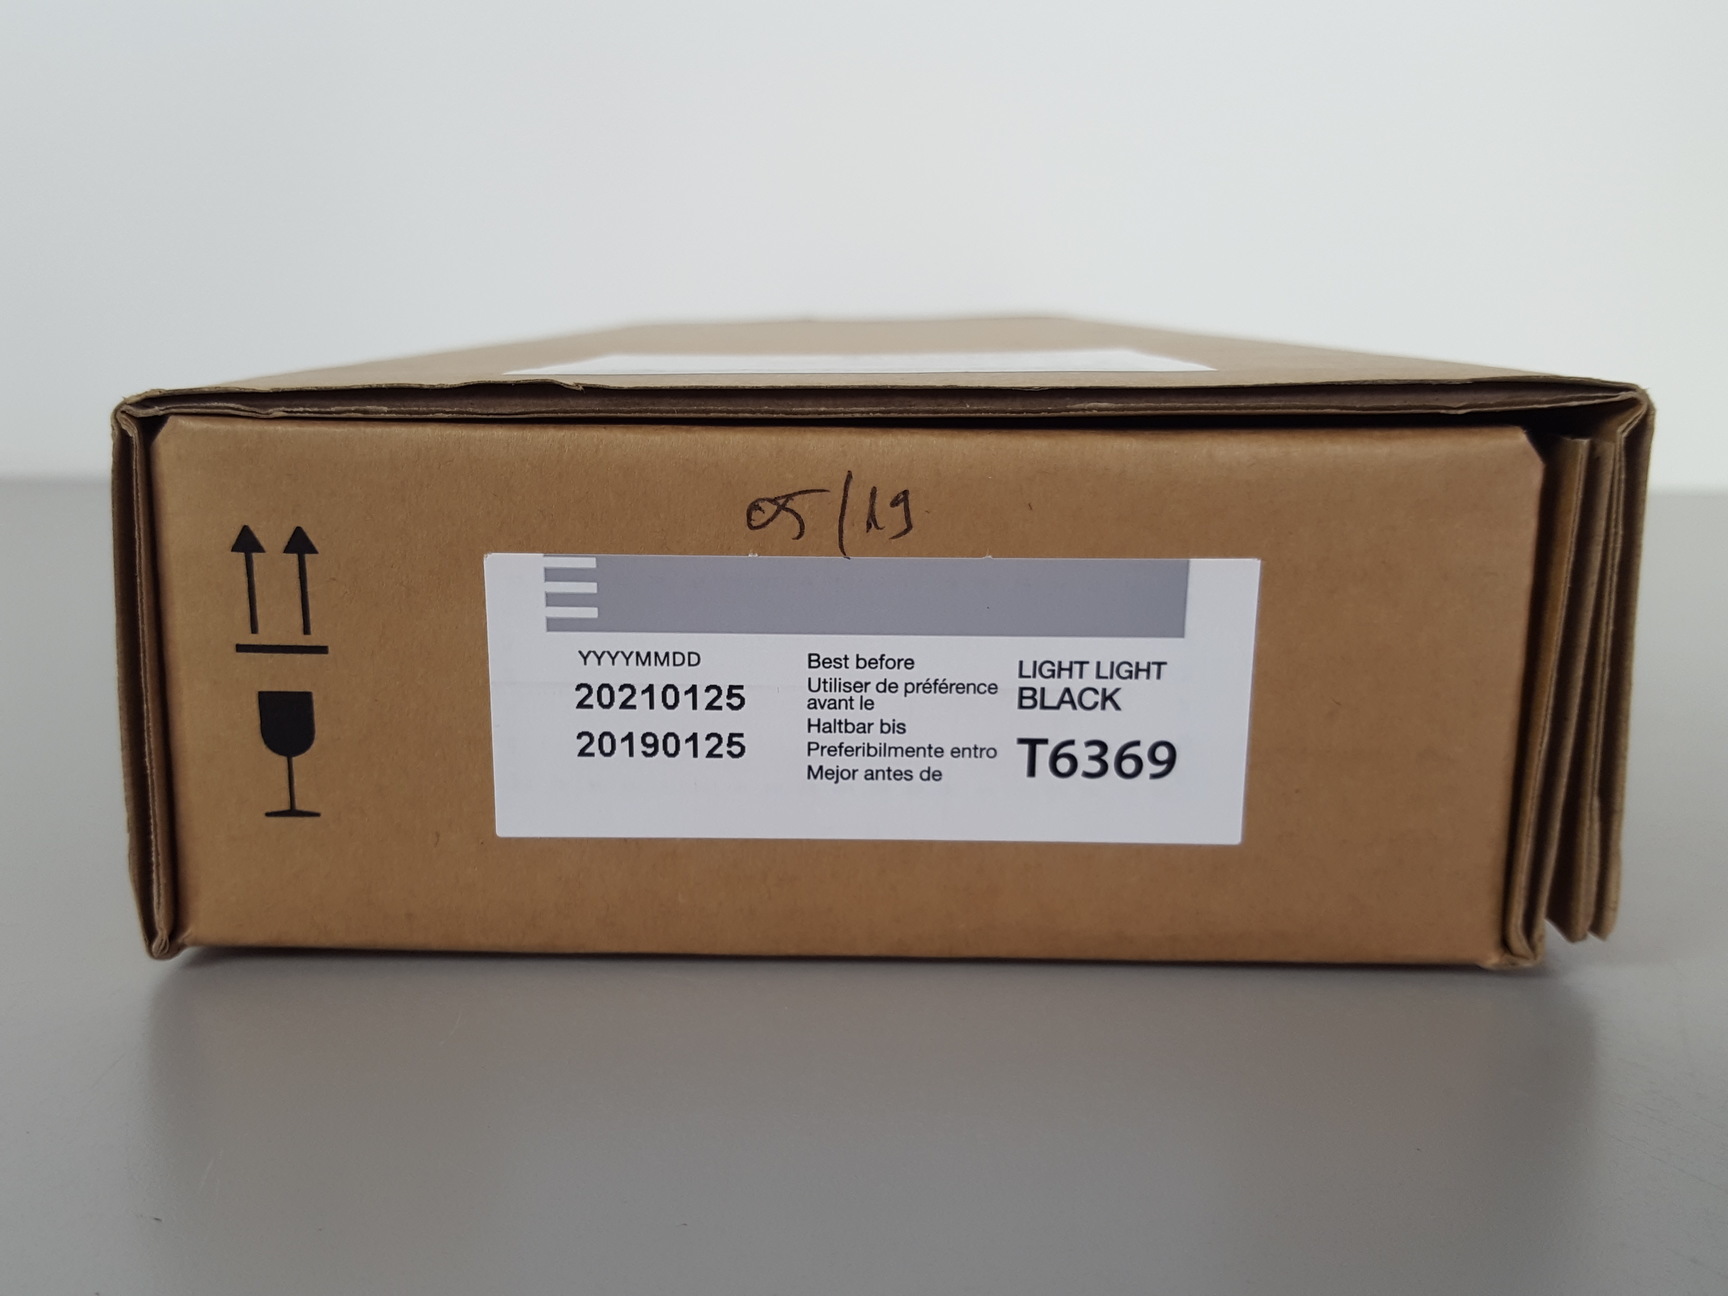 05/19
YYYYMMDD
20210125
20190125
Best before
Utiliser de préférence
avant le
Haltbar bis
Preferibilmente entro
Mejor antes de
LIGHT LIGHT
BLACK
T6369